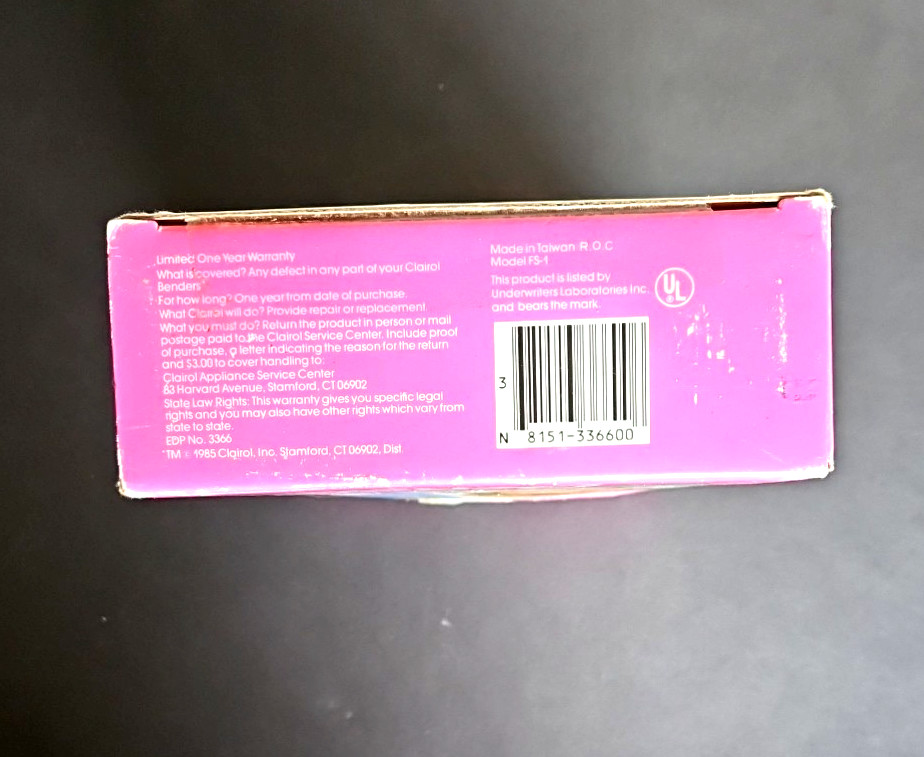 Limited One Year Warranty
What is covered? Any defect in any part of your Clairol
Benders™
For how long? One year from date of purchase.
What Clairol will do? Provide repair or replacement.
What you must do? Return the product in person or mail
postage paid to the Clairol Service Center. Include proof
of purchase, a letter indicating the reason for the return
and $3.00 to cover handling to:
Clairol Appliance Service Center
83 Harvard Avenue, Stamford, CT 06902
State Law Rights: This warranty gives you specific legal
rights and you may also have other rights which vary from
state to state.
EDP No. 3366
™ © 1985 Clairol, Inc. Stamford, CT 06902, Dist.
Made in Taiwan R.O.C
Model FS-1
This product is listed by
Underwriters Laboratories Inc.
and bears the mark.
UL
®
3
N 8151-336600